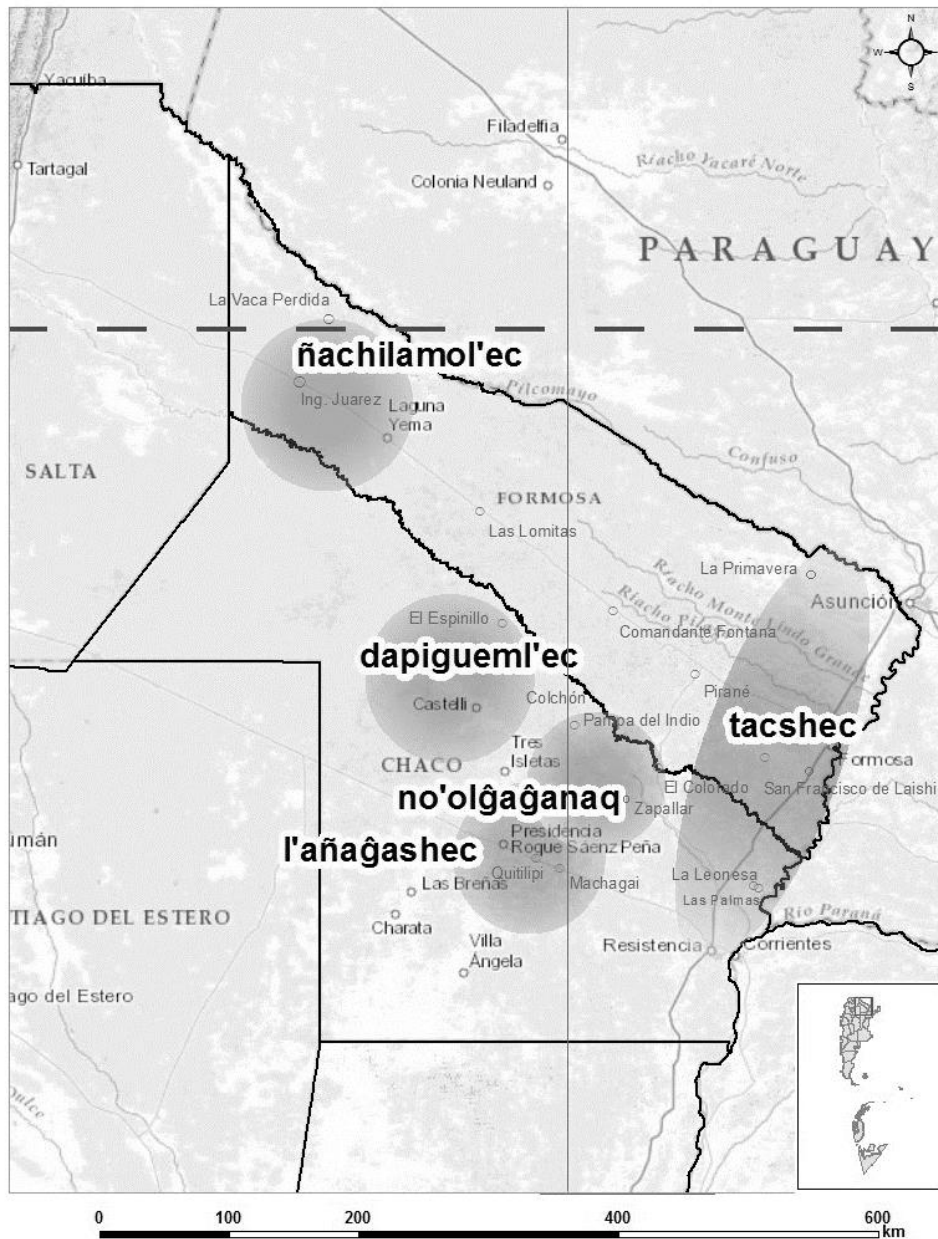 N
W
S
Yacuiba
Filadelfia
Tartagal
Riacho Yacaré Norte
Colonia Neuland
PARAGUAY
La Vaca Perdida
ñachilamol'ec
Ing. Juarez
Laguna
Yema
Pilcomayo
Confuso
SALTA
FORMOSA
Las Lomitas
La Primavera
Asunción
Riacho Monte Lindo Grande
Riacho
El Espinillo
Comandante Fontana
dapigueml'ec
Pirané
Castelli
Colchón
Pampa del Indio
tacshec
Tres
Isletas
Formosa
CHACO
El Colorado
San Francisco de Laishi
no'olĝaĝanaq
Zapallar
l'añaĝashec
Presidencia
Roque Sáenz Peña
Quitilipi
Machagai
La Leonesa
Las Palmas
Las Breñas
Charata
TIAGO DEL ESTERO
umán
Río Paraná
Villa
Ángela
Resistencia
Corrientes
ago del Estero
Dulce
0 100 200 400 600
km